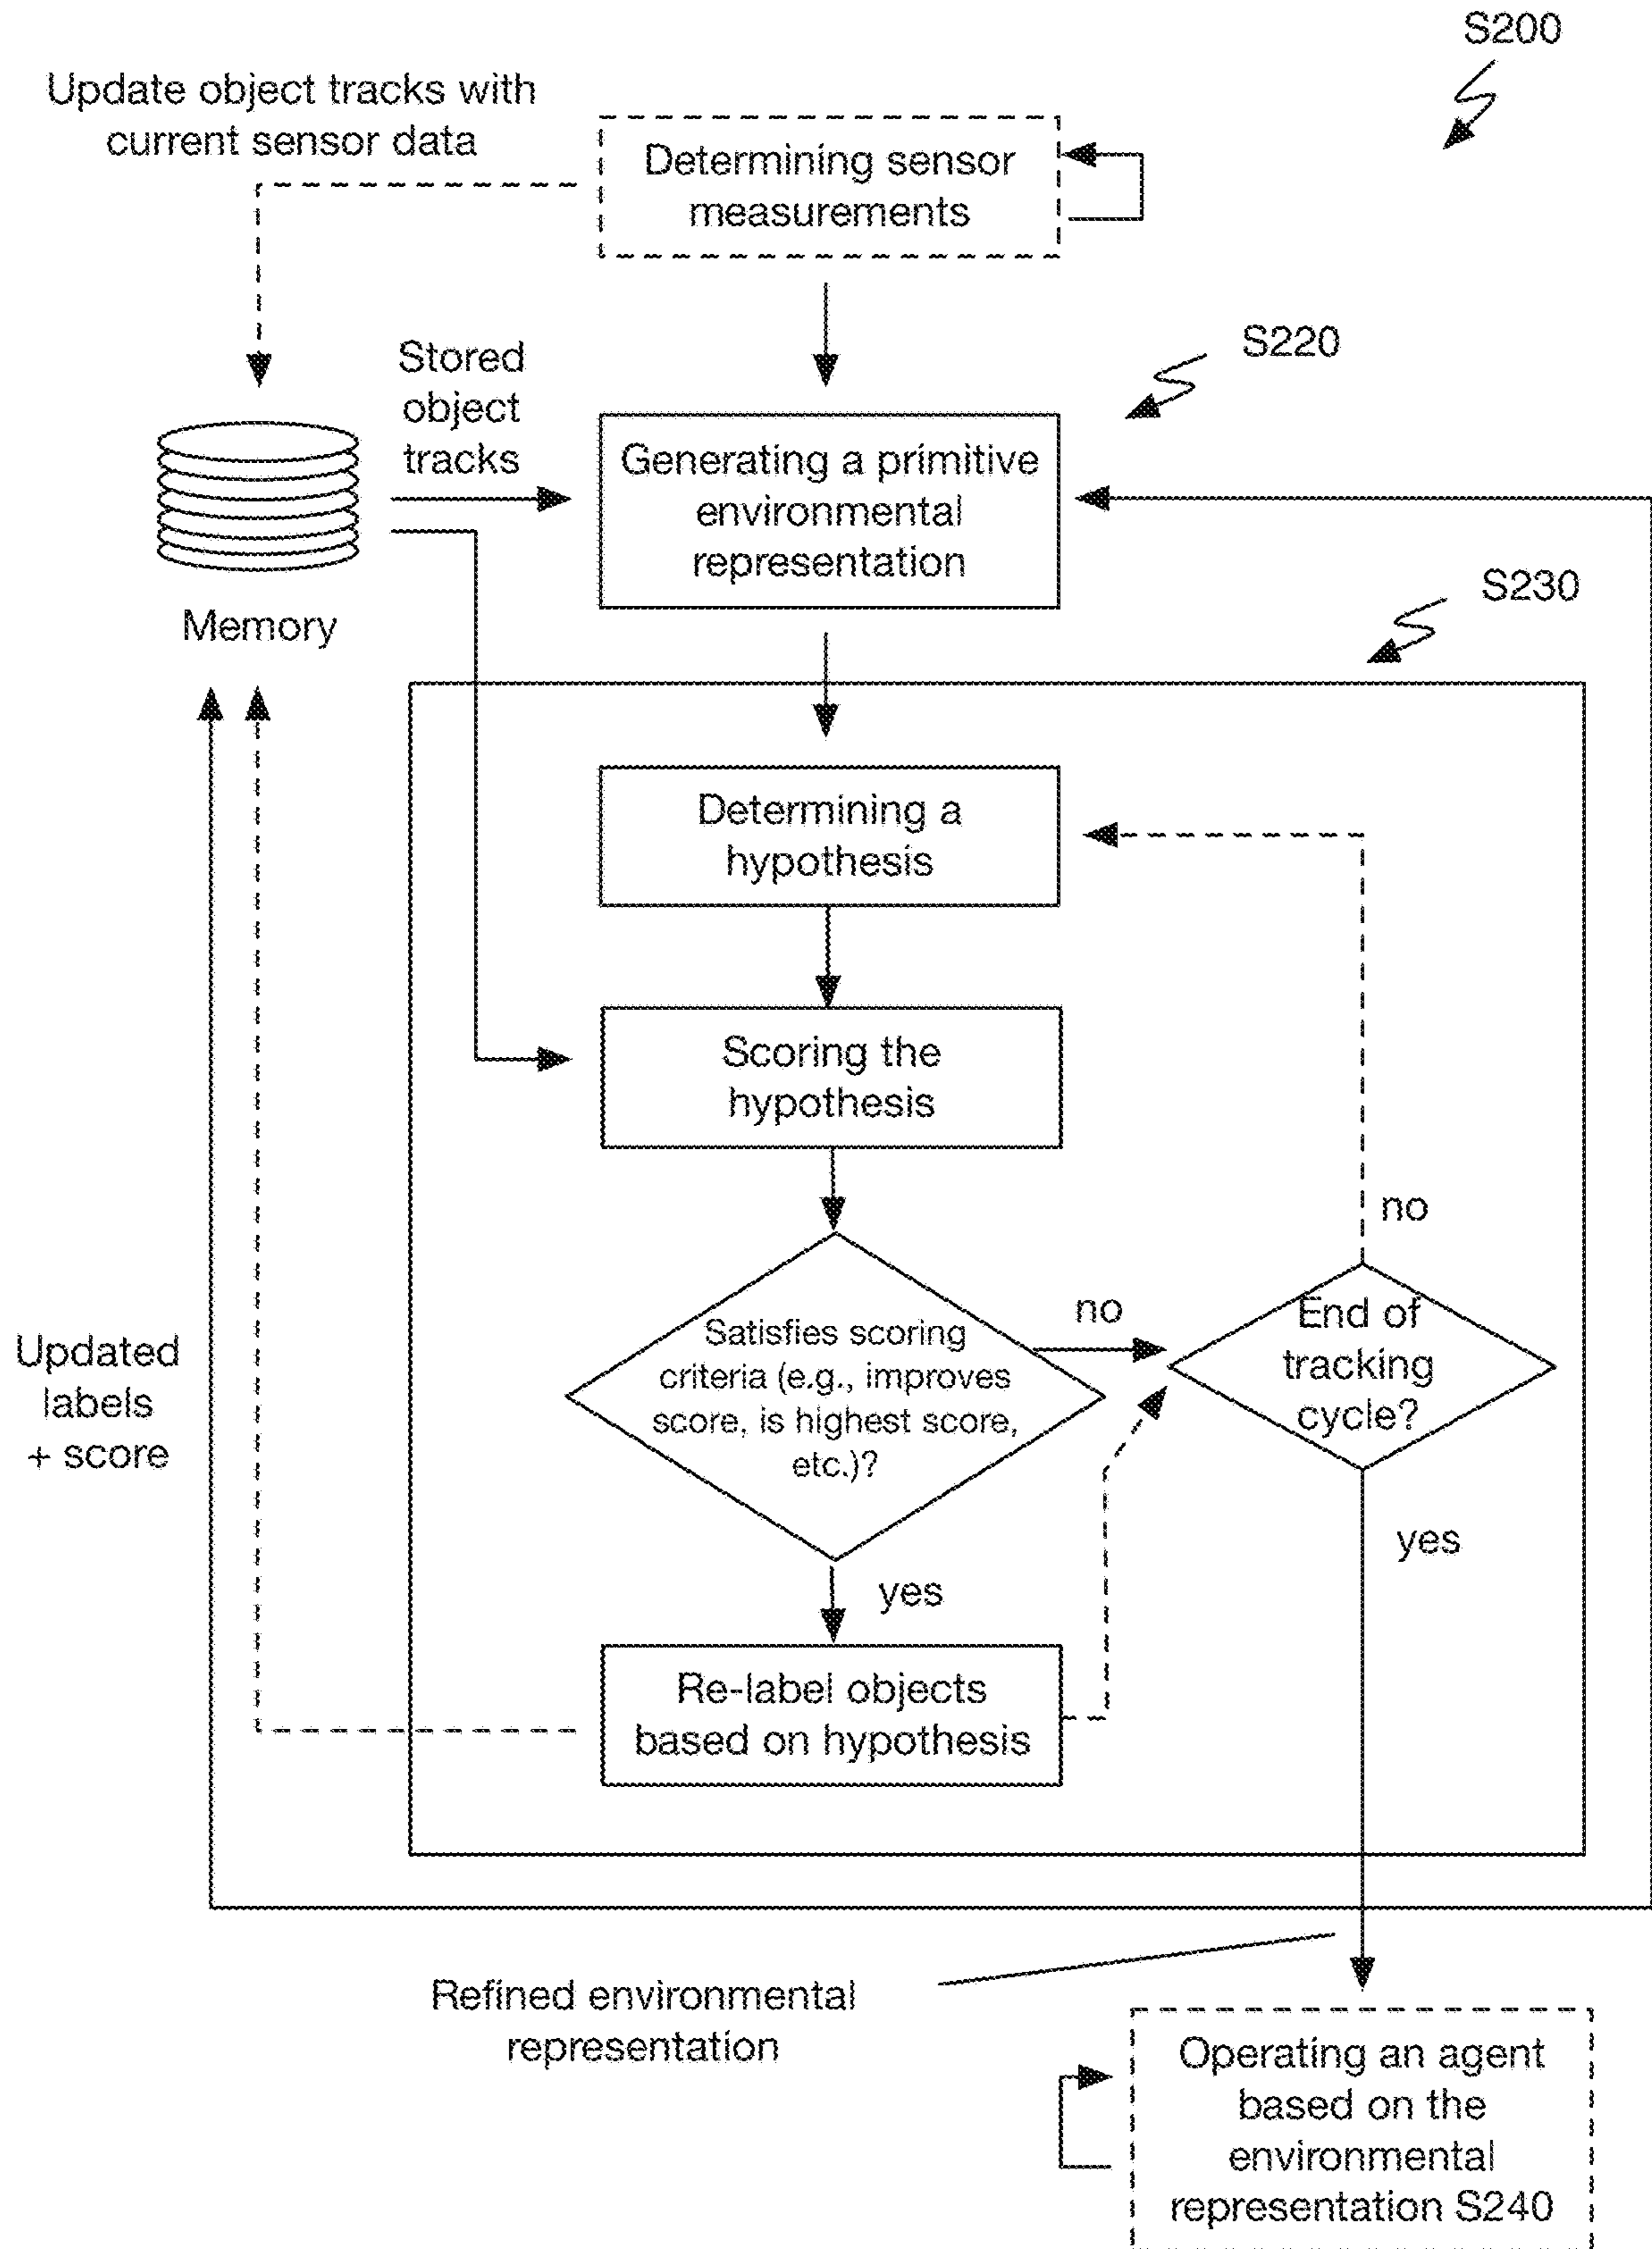 S200
Update object tracks with
current sensor data
Determining sensor
measurements
S220
Stored
object
tracks
Generating a primitive
environmental
representation
S230
Memory
Determining a
hypothesis
Scoring the
hypothesis
no
no
Satisfies scoring
criteria (e.g., improves
score, is highest score,
etc.)?
End of
tracking
cycle?
Updated
labels
+ score
yes
yes
Re-label objects
based on hypothesis
Refined environmental
representation
Operating an agent
based on the
environmental
representation S240